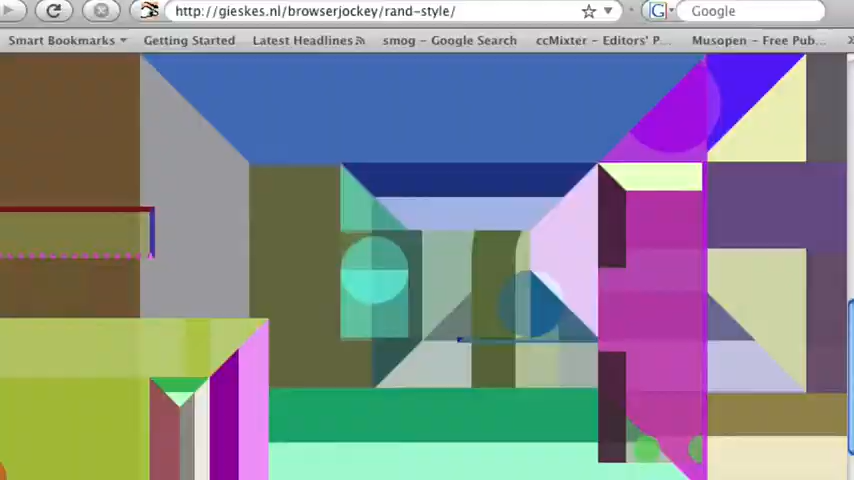 http://gieskes.nl/browserjockey/rand-style/
Google
Smart Bookmarks Getting Started Latest Headlines smog - Google Search ccMixter - Editors' P... Musopen - Free Pub...